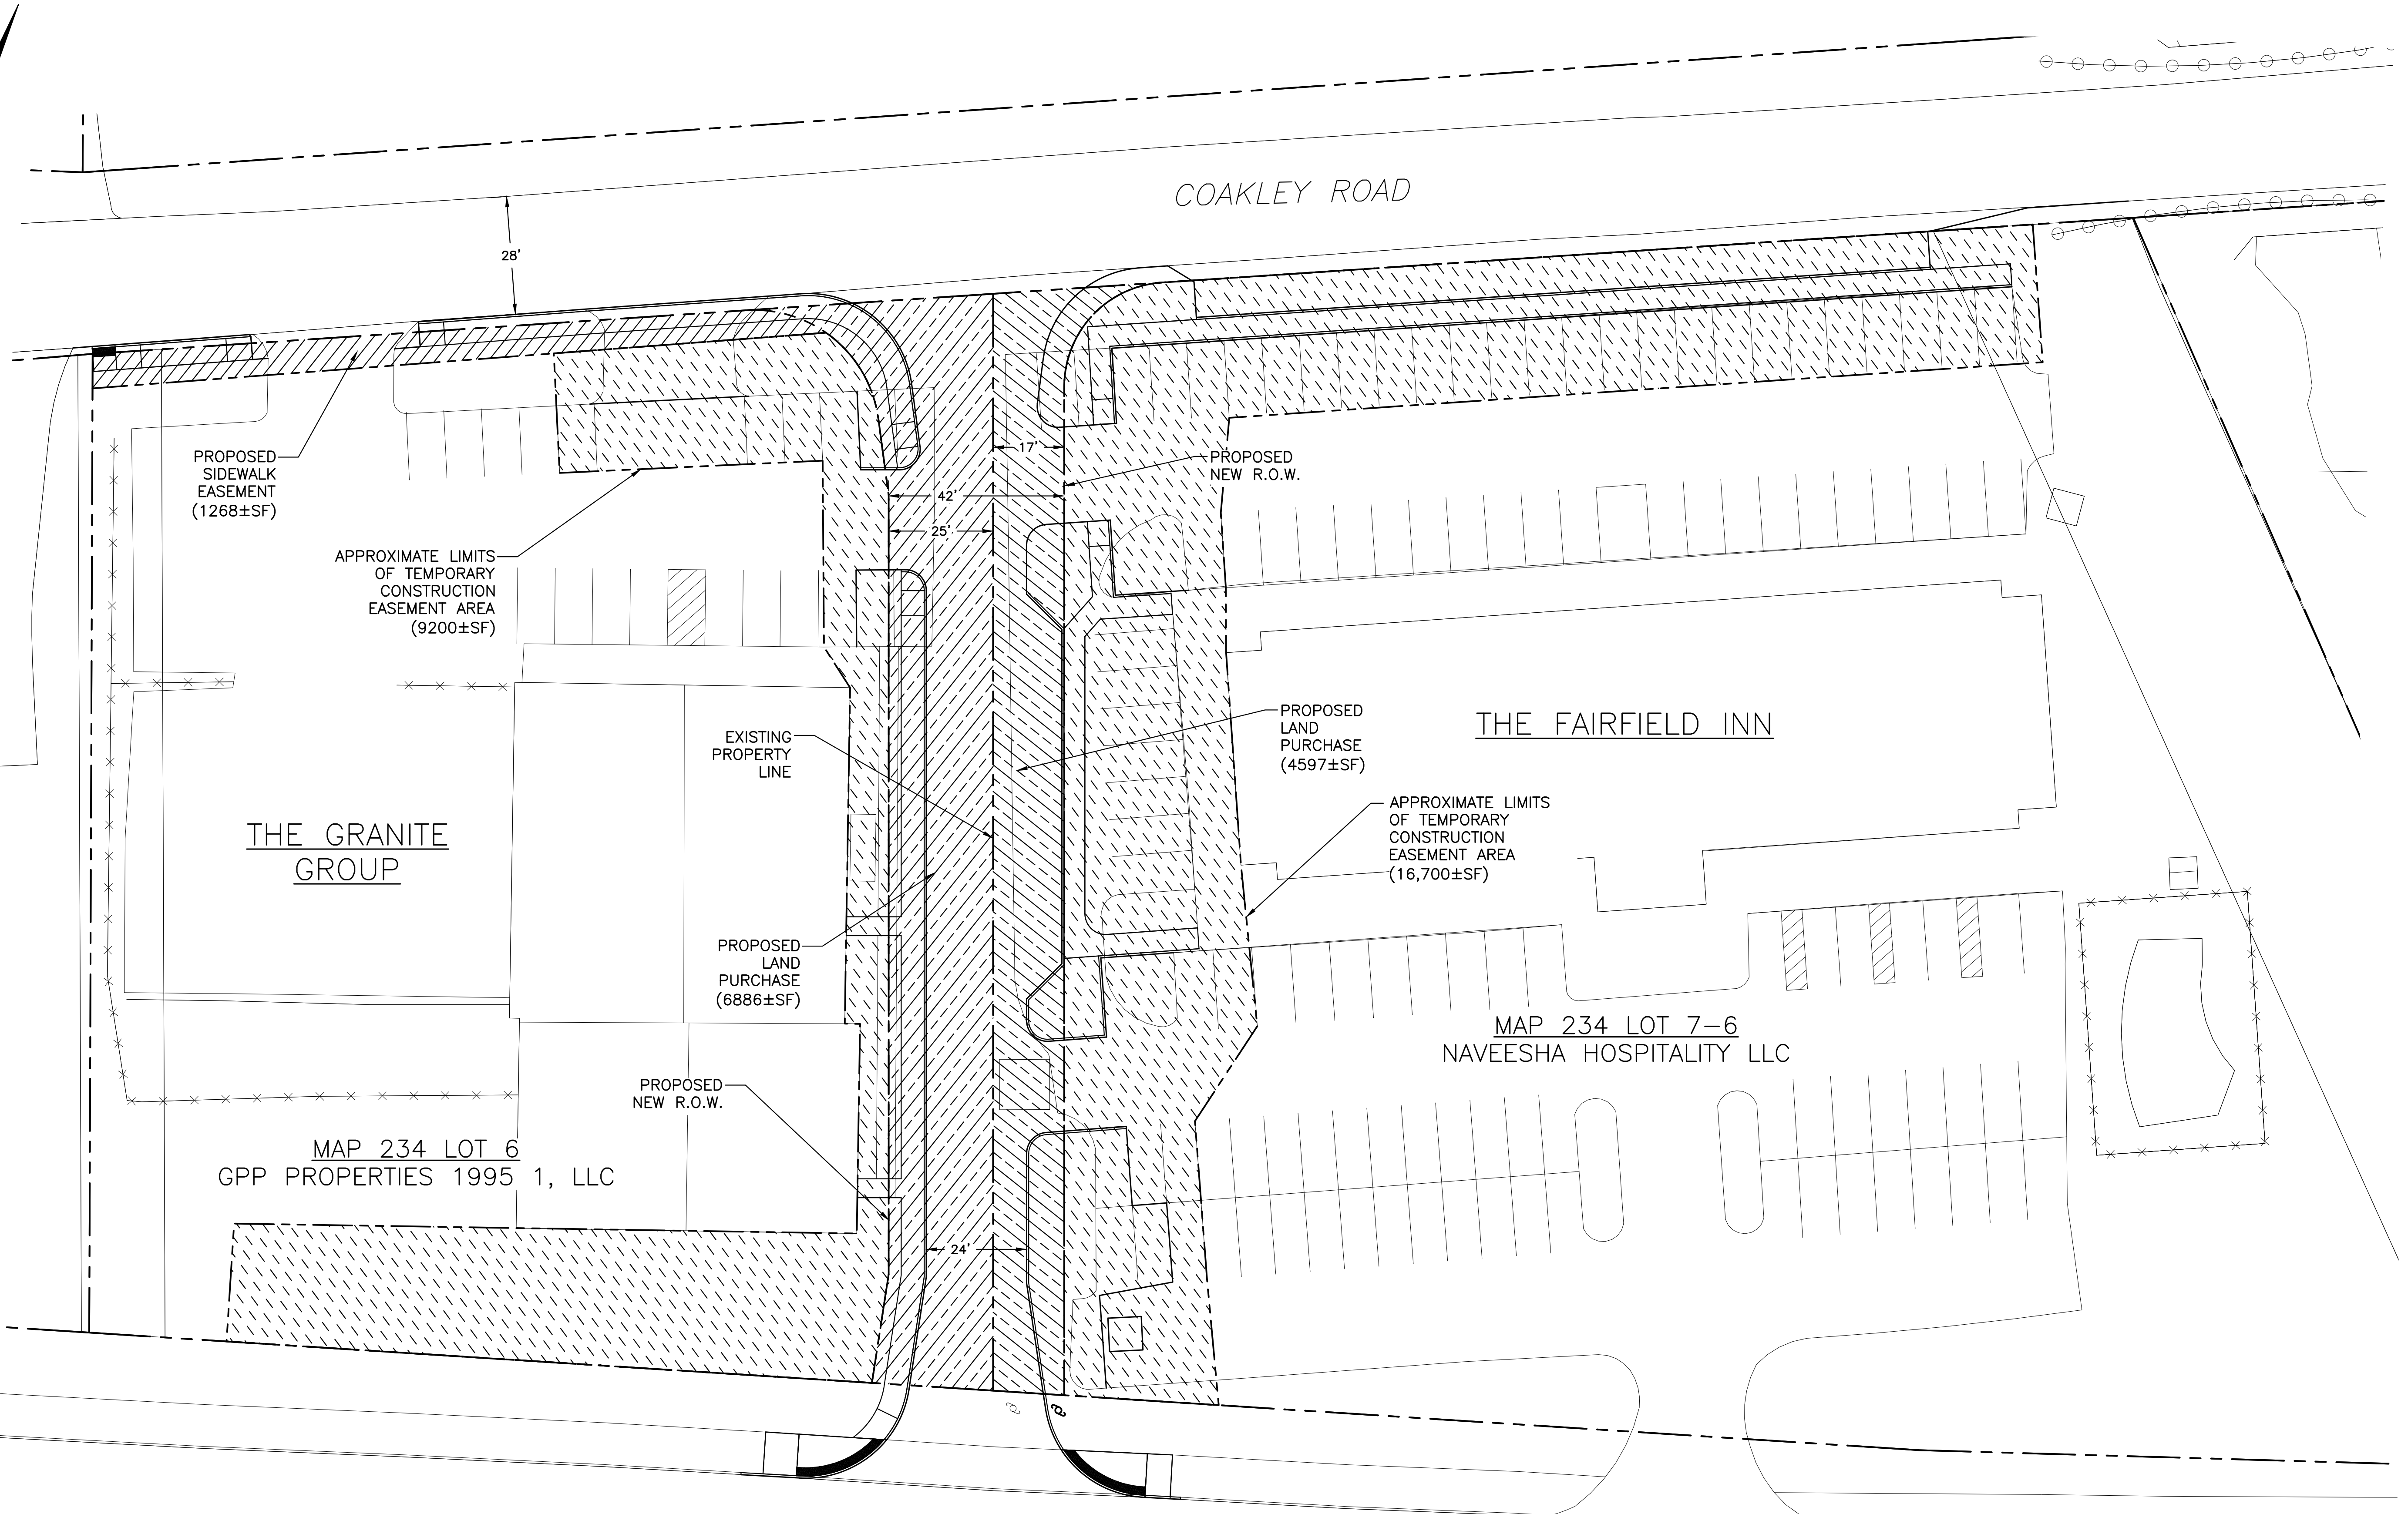 COAKLEY ROAD
28'
PROPOSED
SIDEWALK
EASEMENT
(1268±SF)
17'
PROPOSED
NEW R.O.W.
42'
25'
APPROXIMATE LIMITS
OF TEMPORARY
CONSTRUCTION
EASEMENT AREA
(9200±SF)
EXISTING
PROPERTY
LINE
PROPOSED
LAND
PURCHASE
(4597±SF)
THE FAIRFIELD INN
THE GRANITE
GROUP
APPROXIMATE LIMITS
OF TEMPORARY
CONSTRUCTION
EASEMENT AREA
(16,700±SF)
PROPOSED
LAND
PURCHASE
(6886±SF)
MAP 234 LOT 7-6
NAVEESHA HOSPITALITY LLC
PROPOSED
NEW R.O.W.
MAP 234 LOT 6
GPP PROPERTIES 1995 1, LLC
24'